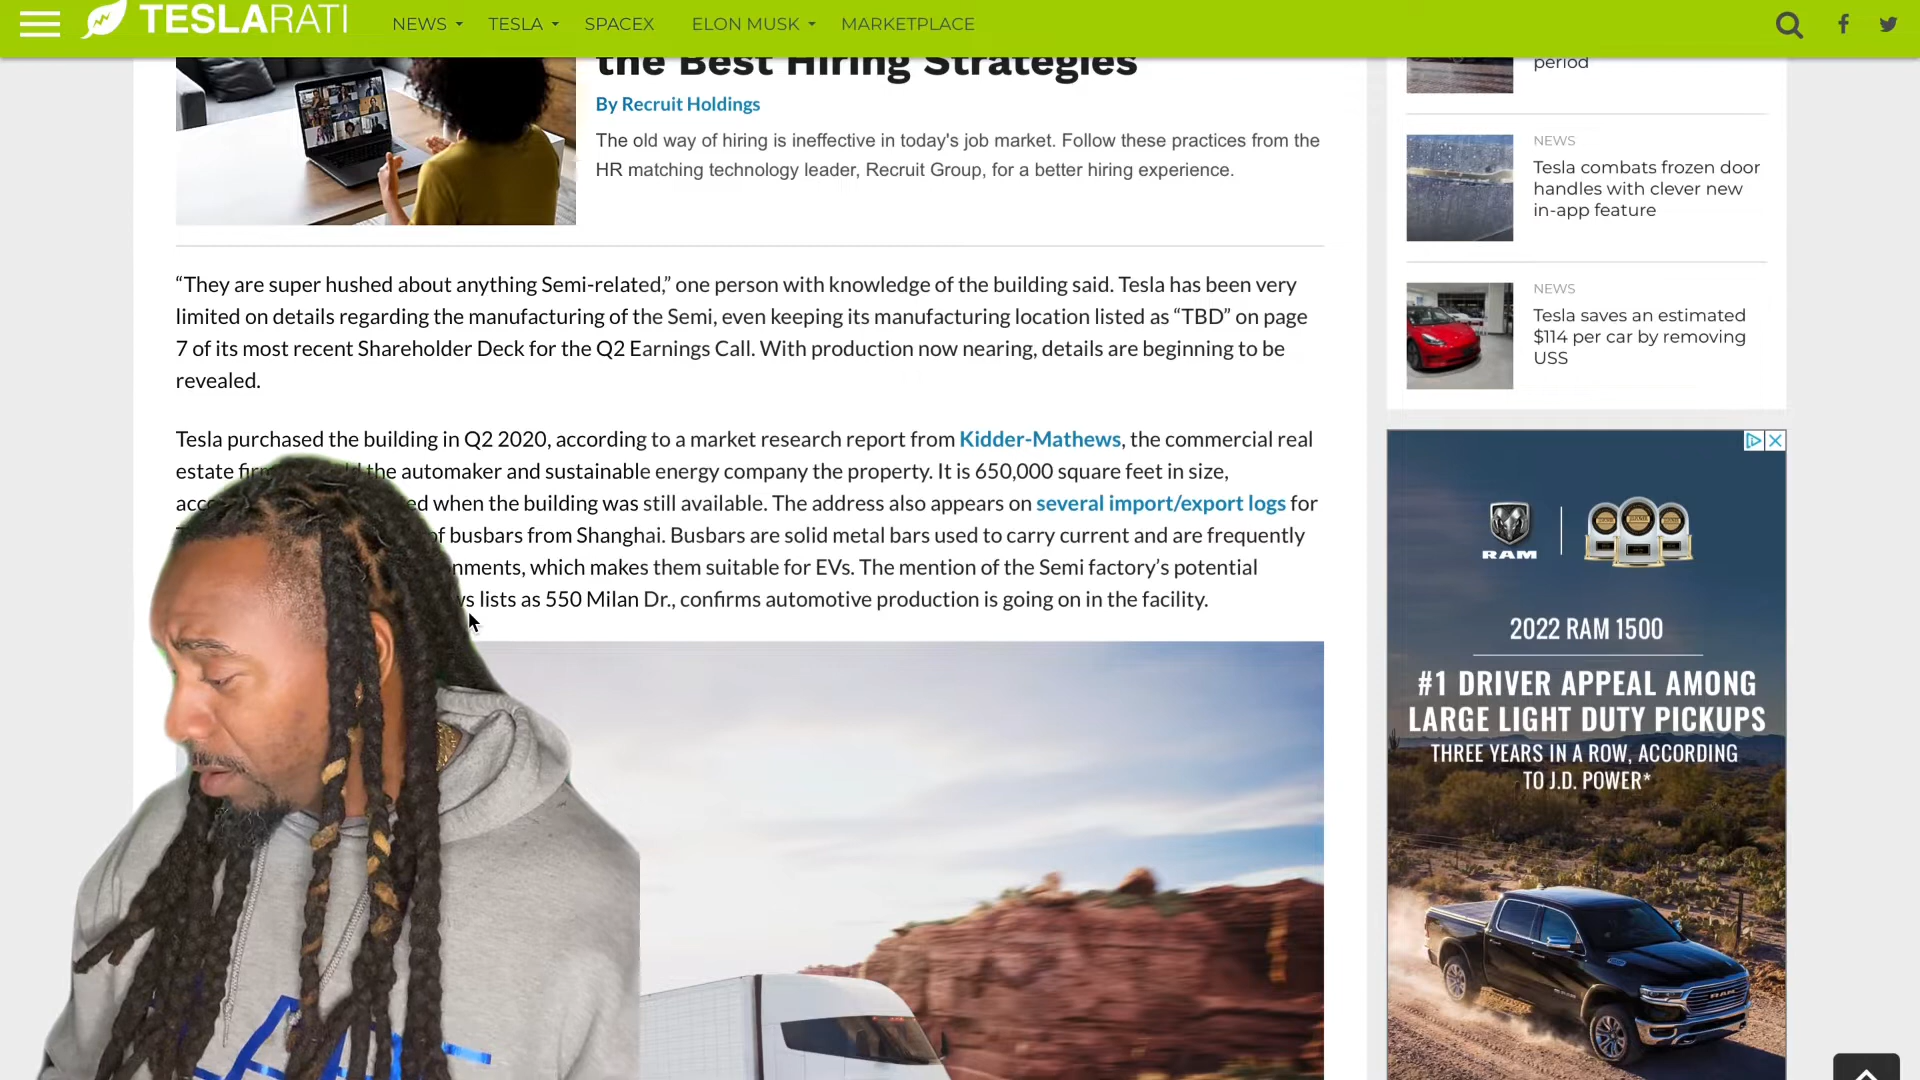 TESLARATI
NEWS
TESLA
SPACEX
ELON MUSK
MARKETPLACE
the Best Hiring Strategies
By Recruit Holdings
The old way of hiring is ineffective in today's job market. Follow these practices from the
HR matching technology leader, Recruit Group, for a better hiring experience.
“They are super hushed about anything Semi-related,” one person with knowledge of the building said. Tesla has been very
limited on details regarding the manufacturing of the Semi, even keeping its manufacturing location listed as “TBD” on page
7 of its most recent Shareholder Deck for the Q2 Earnings Call. With production now nearing, details are beginning to be
revealed.
Tesla purchased the building in Q2 2020, according to a market research report from Kidder-Mathews, the commercial real
estate the automaker and sustainable energy company the property. It is 650,000 square feet in size,
when the building was still available. The address also appears on several import/export logs for
of busbars from Shanghai. Busbars are solid metal bars used to carry current and are frequently
which makes them suitable for EVs. The mention of the Semi factory’s potential
lists as 550 Milan Dr., confirms automotive production is going on in the facility.
period
NEWS
Tesla combats frozen door
handles with clever new
in-app feature
NEWS
Tesla saves an estimated
$114 per car by removing
USS
RAM
2022 RAM 1500
#1 DRIVER APPEAL AMONG
LARGE LIGHT DUTY PICKUPS
THREE YEARS IN A ROW, ACCORDING
TO J.D. POWER*